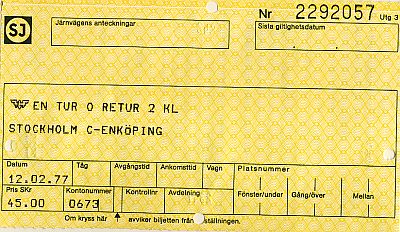 SJ
Järnvägens anteckningar
Nr 2292057 Utg 3
Sista giltighetsdatum
EN TUR O RETUR 2 KL
STOCKHOLM C-ENKÖPING
Datum Tåg Avgångstid Ankomsttid Vagn Platsnummer
12.02.77
Pris SKr Kontonummer Kontrollnr Avdelning Fönster/under Gång/över Mellan
45.00 0673
Om kryss här avviker biljetten från